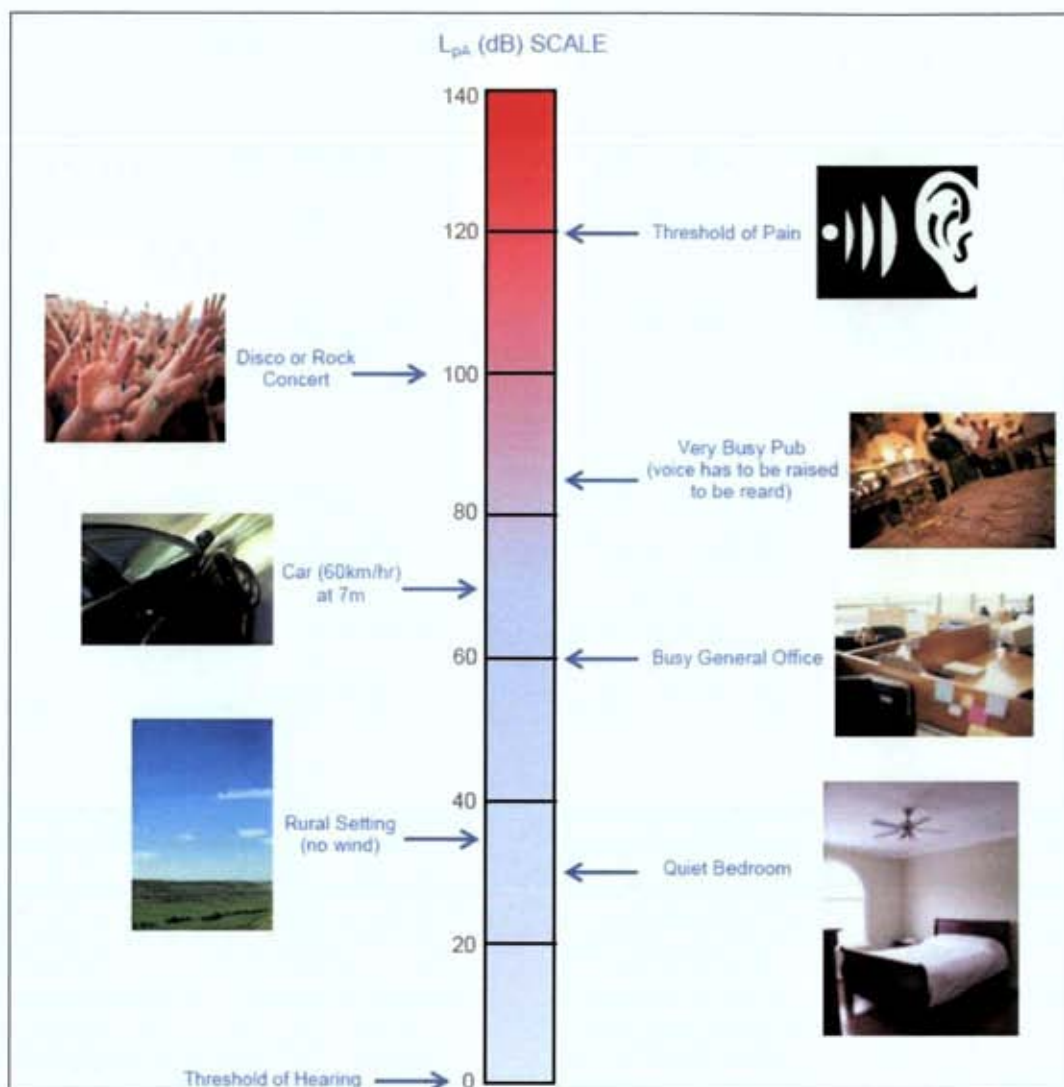 LpA (dB) SCALE
140
120
Threshold of Pain
Disco or Rock
Concert
100
Very Busy Pub
(voice has to be raised
to be reard)
80
Car (60km/hr)
at 7m
60
Busy General Office
40
Rural Setting
(no wind)
Quiet Bedroom
20
Threshold of Hearing
0